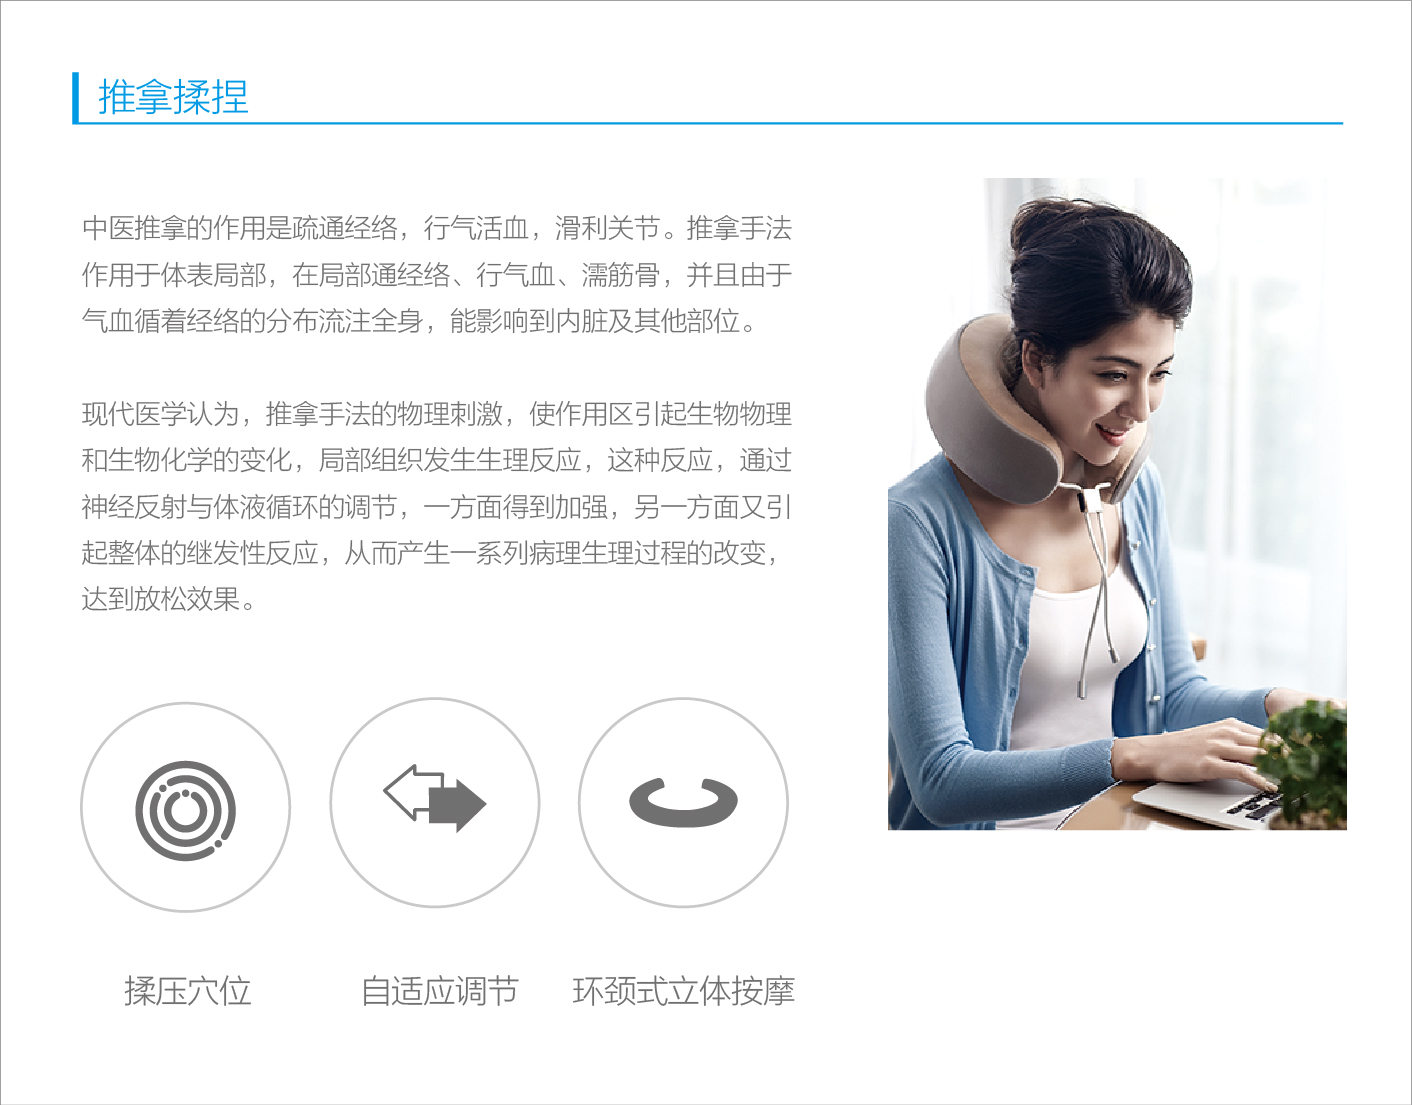 推拿揉捏
中医推拿的作用是疏通经络，行气活血，滑利关节。推拿手法
作用于体表局部，在局部通经络、行气血、濡筋骨，并且由于
气血循着经络的分布流注全身，能影响到内脏及其他部位。
现代医学认为，推拿手法的物理刺激，使作用区引起生物物理
和生物化学的变化，局部组织发生生理反应，这种反应，通过
神经反射与体液循环的调节，一方面得到加强，另一方面又引
起整体的继发性反应，从而产生一系列病理生理过程的改变，
达到放松效果。
揉压穴位
自适应调节
环颈式立体按摩